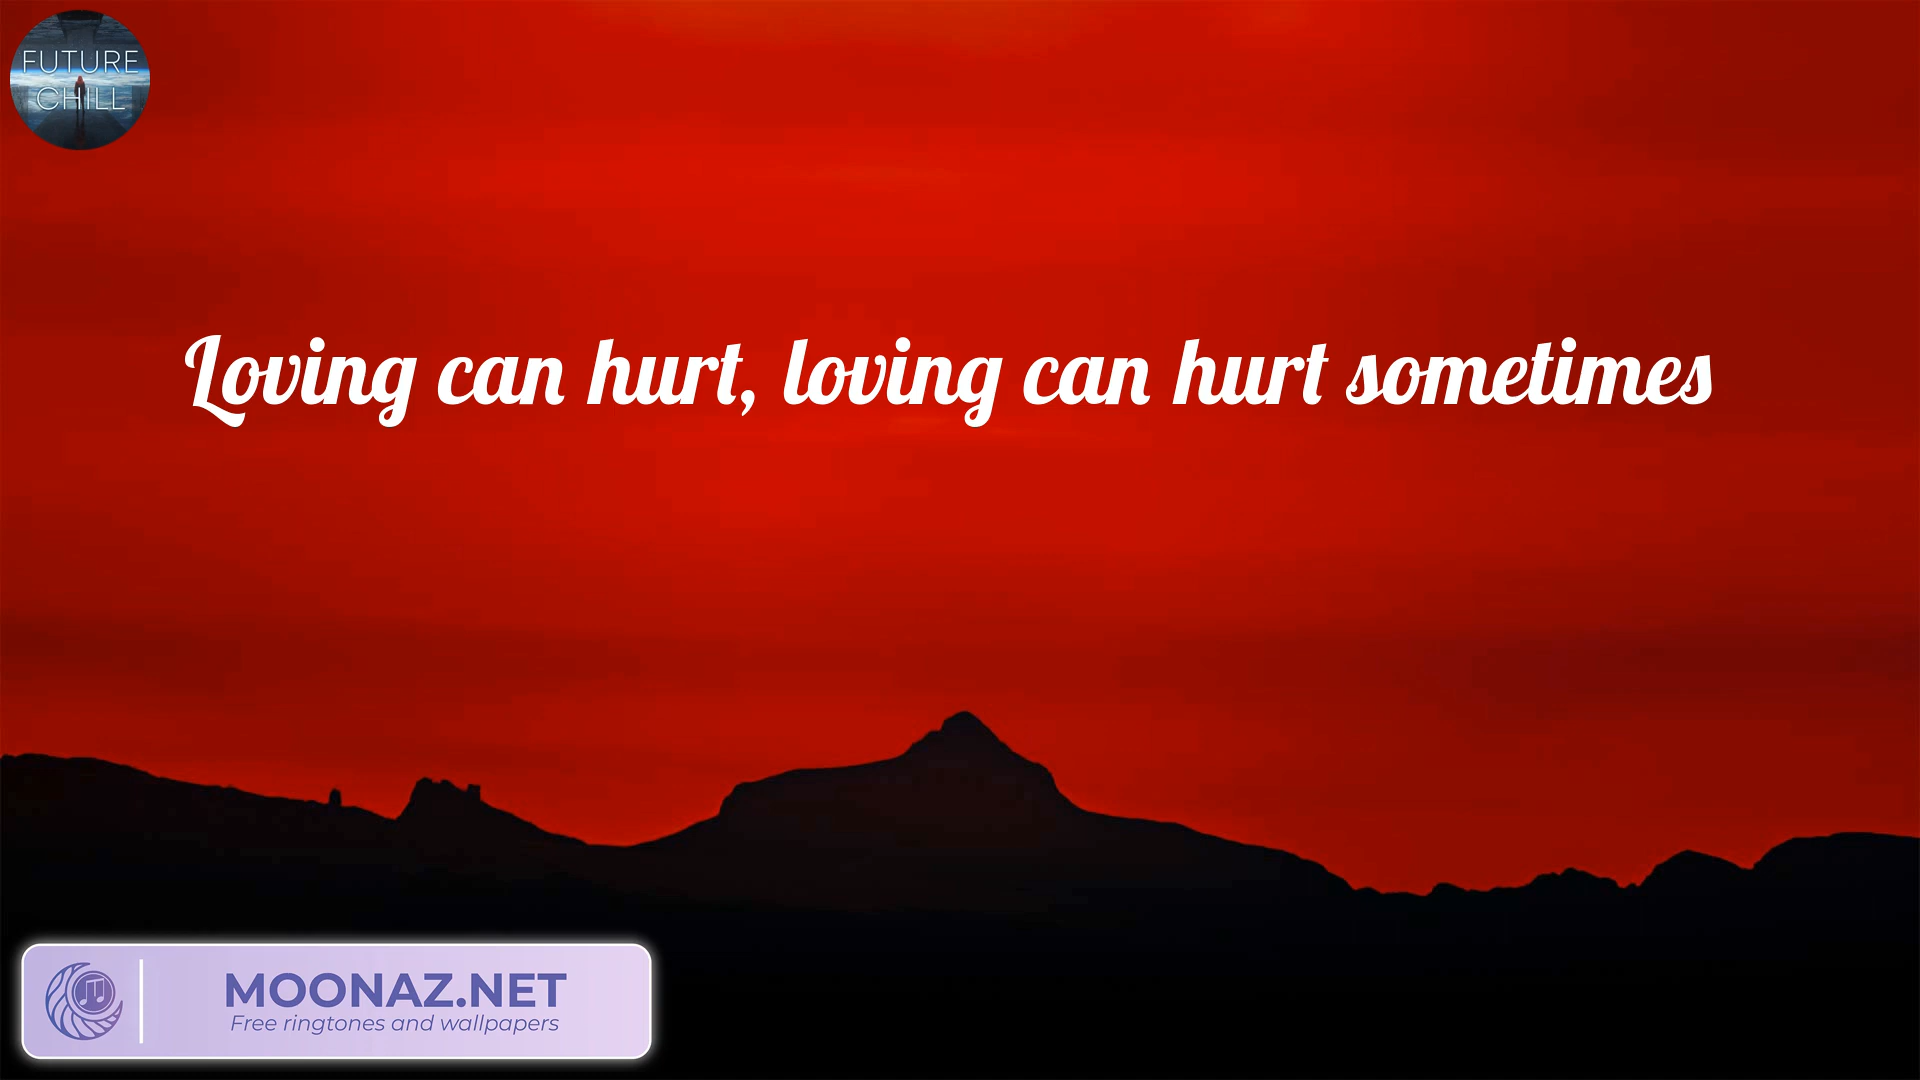 FUTURE
CHILL
Loving can hurt, loving can hurt sometimes
MOONAZ.NET
Free ringtones and wallpapers